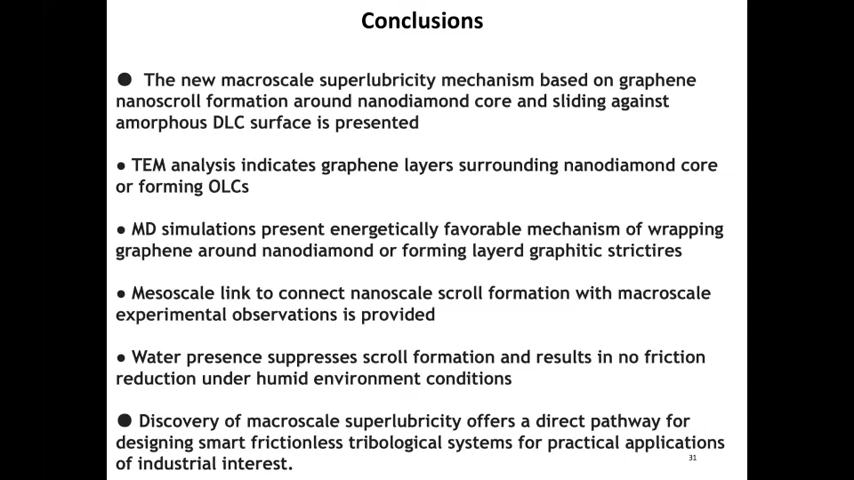 Conclusions
● The new macroscale superlubricity mechanism based on graphene
nanoscroll formation around nanodiamond core and sliding against
amorphous DLC surface is presented
● TEM analysis indicates graphene layers surrounding nanodiamond core
or forming OLCs
● MD simulations present energetically favorable mechanism of wrapping
graphene around nanodiamond or forming layerd graphitic strictires
● Mesoscale link to connect nanoscale scroll formation with macroscale
experimental observations is provided
● Water presence suppresses scroll formation and results in no friction
reduction under humid environment conditions
● Discovery of macroscale superlubricity offers a direct pathway for
designing smart frictionless tribological systems for practical applications
of industrial interest.
31